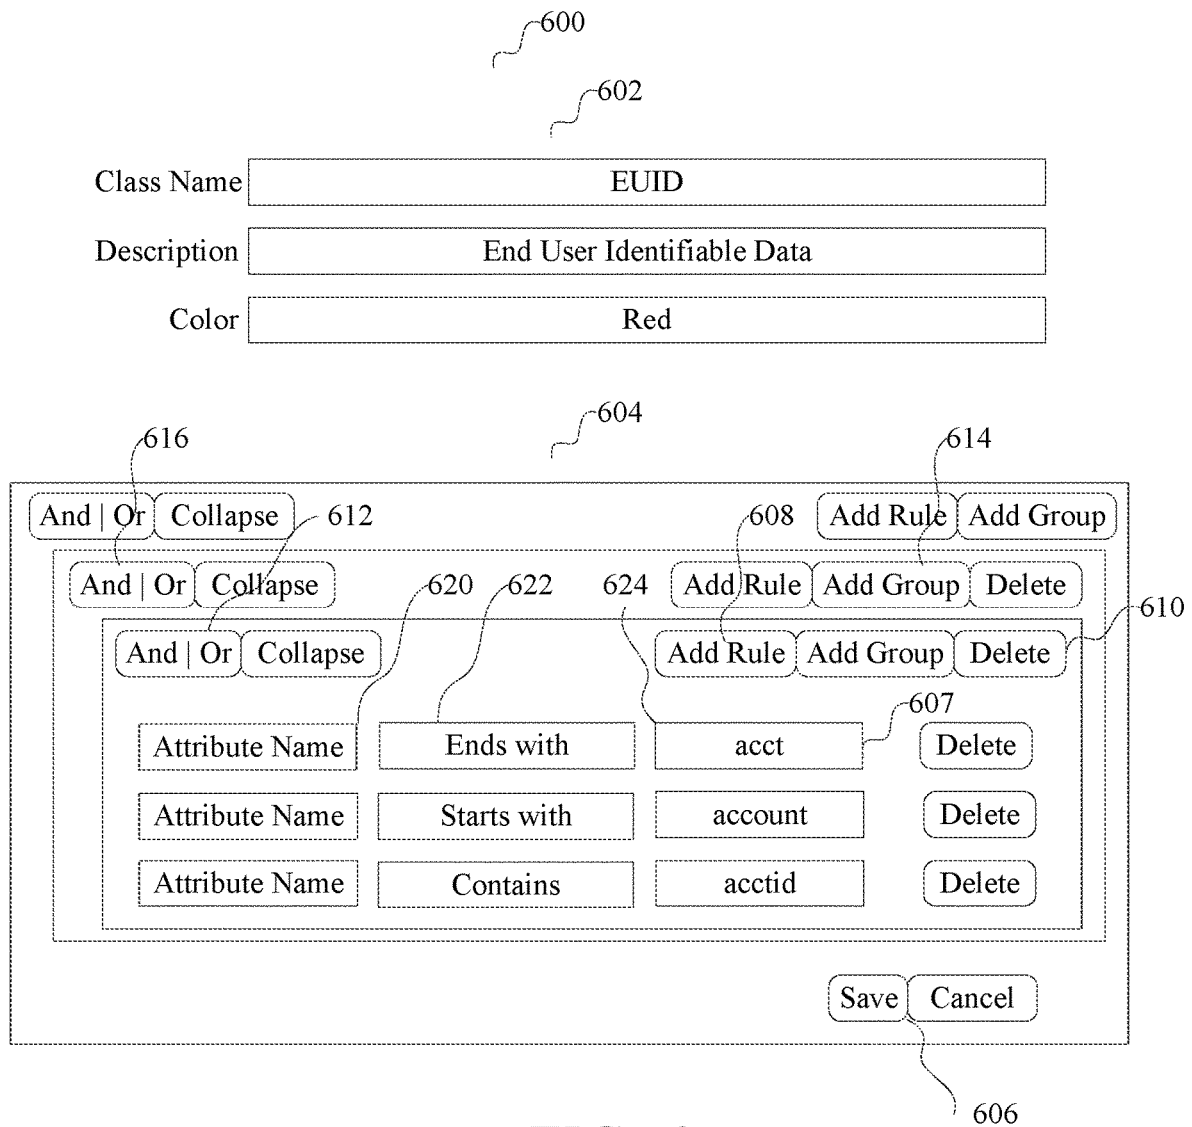 600
602
Class Name EUID
Description End User Identifiable Data
Color Red
604
616 614
And | Or Collapse 612 608 Add Rule Add Group
And | Or Collapse 620 622 624 Add Rule Add Group Delete
610
And | Or Collapse Add Rule Add Group Delete
607
Attribute Name Ends with acct Delete
Attribute Name Starts with account Delete
Attribute Name Contains acctid Delete
Save Cancel
606